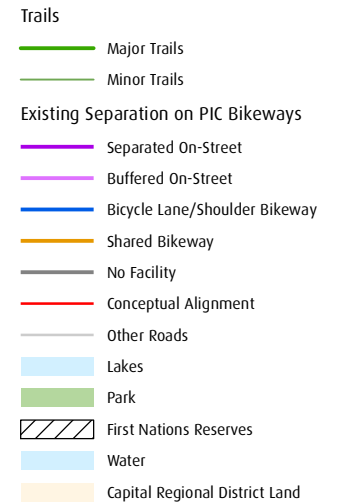 Trails
Major Trails
Minor Trails
Existing Separation on PIC Bikeways
Separated On-Street
Buffered On-Street
Bicycle Lane/Shoulder Bikeway
Shared Bikeway
No Facility
Conceptual Alignment
Other Roads
Lakes
Park
First Nations Reserves
Water
Capital Regional District Land